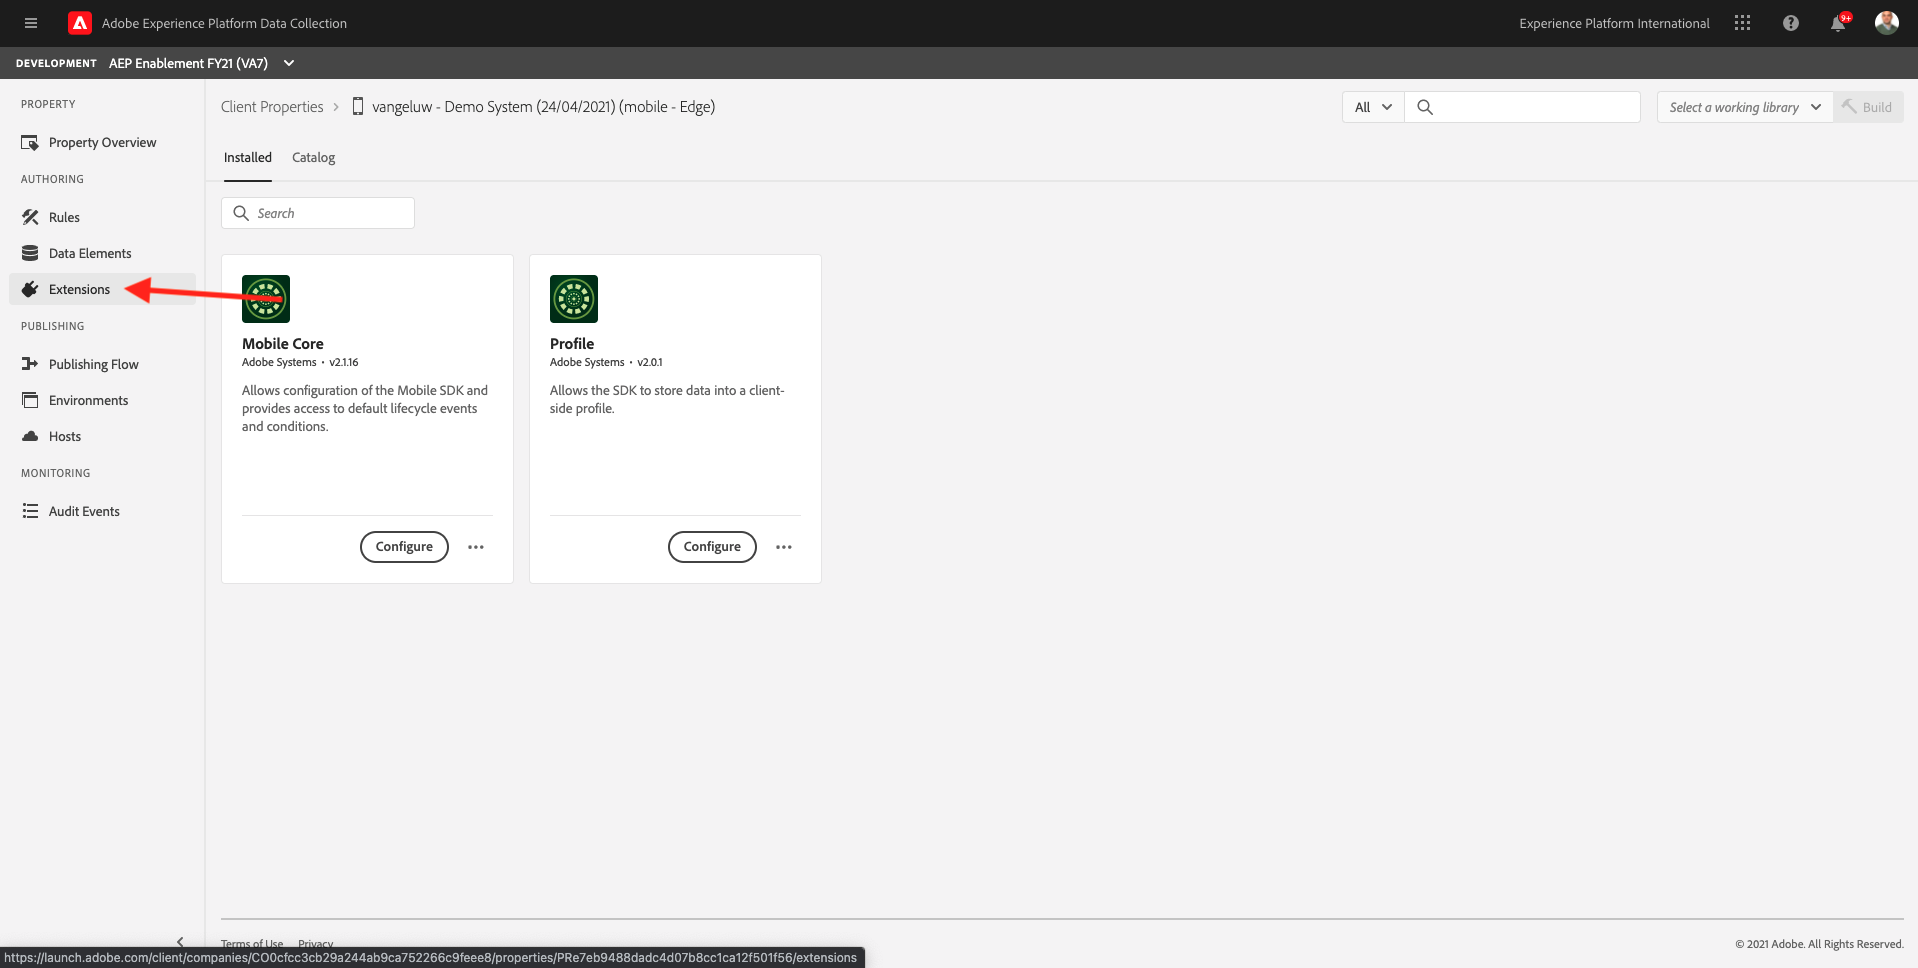 Adobe Experience Platform Data Collection
Experience Platform International
9+
DEVELOPMENT AEP Enablement FY21 (VA7)
PROPERTY
Property Overview
AUTHORING
Rules
Data Elements
Extensions
PUBLISHING
Publishing Flow
Environments
Hosts
MONITORING
Audit Events
Client Properties > vangeluw - Demo System (24/04/2021) (mobile - Edge)
All
Select a working library
Build
Installed Catalog
Search
Mobile Core
Adobe Systems • v2.1.16
Allows configuration of the Mobile SDK and
provides access to default lifecycle events
and conditions.
Configure
Profile
Adobe Systems • v2.0.1
Allows the SDK to store data into a client-
side profile.
Configure
Terms of Use Privacy
© 2021 Adobe. All Rights Reserved.
https://launch.adobe.com/client/companies/CO0cfcc3cb29a244ab9ca752266c9feee8/properties/PRe7eb9488dadc4d07b8cc1ca12f501f56/extensions